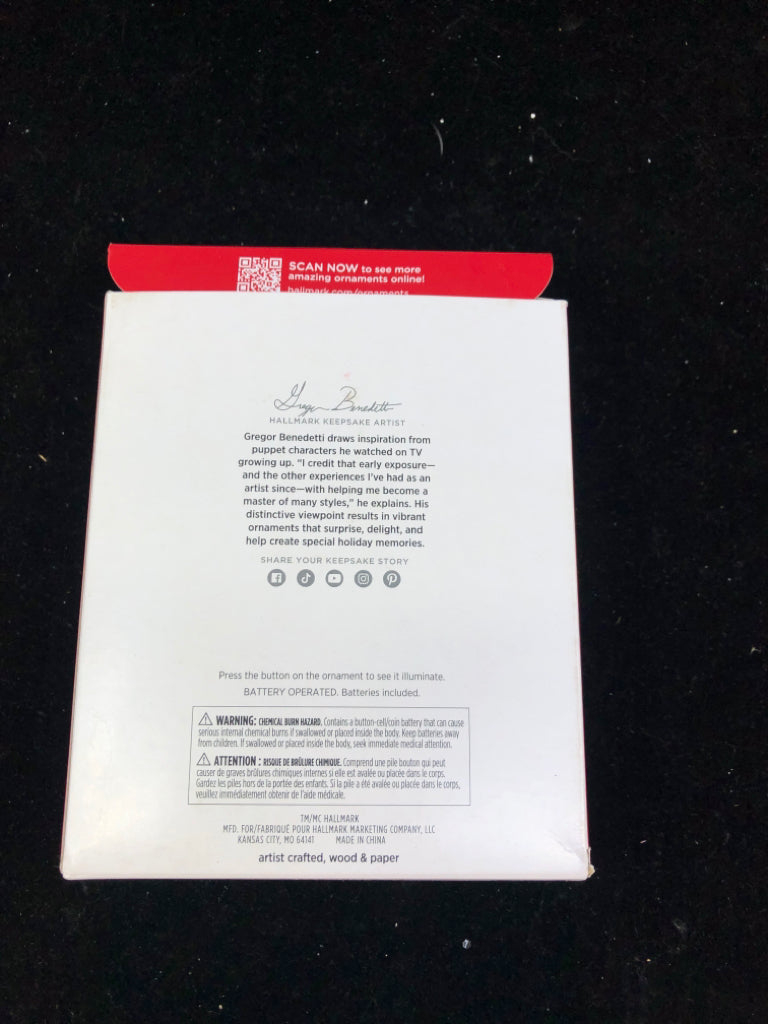 SCAN NOW to see more
amazing ornaments online!
hallmark.com/ornaments
Gregor Benedetti
HALLMARK KEEPSAKE ARTIST
Gregor Benedetti draws inspiration from
puppet characters he watched on TV
growing up. "I credit that early exposure—
and the other experiences I've had as an
artist since—with helping me become a
master of many styles," he explains. His
distinctive viewpoint results in vibrant
ornaments that surprise, delight, and
help create special holiday memories.
SHARE YOUR KEEPSAKE STORY
Press the button on the ornament to see it illuminate.
BATTERY OPERATED. Batteries included.
WARNING: CHEMICAL BURN HAZARD. Contains a button-cell/coin battery that can cause
serious internal chemical burns if swallowed or placed inside the body. Keep batteries away
from children. If swallowed or placed inside the body, seek immediate medical attention.
ATTENTION : RISQUE DE BRÛLURE CHIMIQUE. Comprend une pile bouton qui peut
causer de graves brûlures chimiques internes si elle est avalée ou placée dans le corps.
Gardez les piles hors de la portée des enfants. Si la pile a été avalée ou placée dans le corps,
veuillez immédiatement obtenir de l'aide médicale.
TM/MC HALLMARK
MFD. FOR/FABRIQUÉ POUR HALLMARK MARKETING COMPANY, LLC
KANSAS CITY, MO 64141 MADE IN CHINA
artist crafted, wood & paper